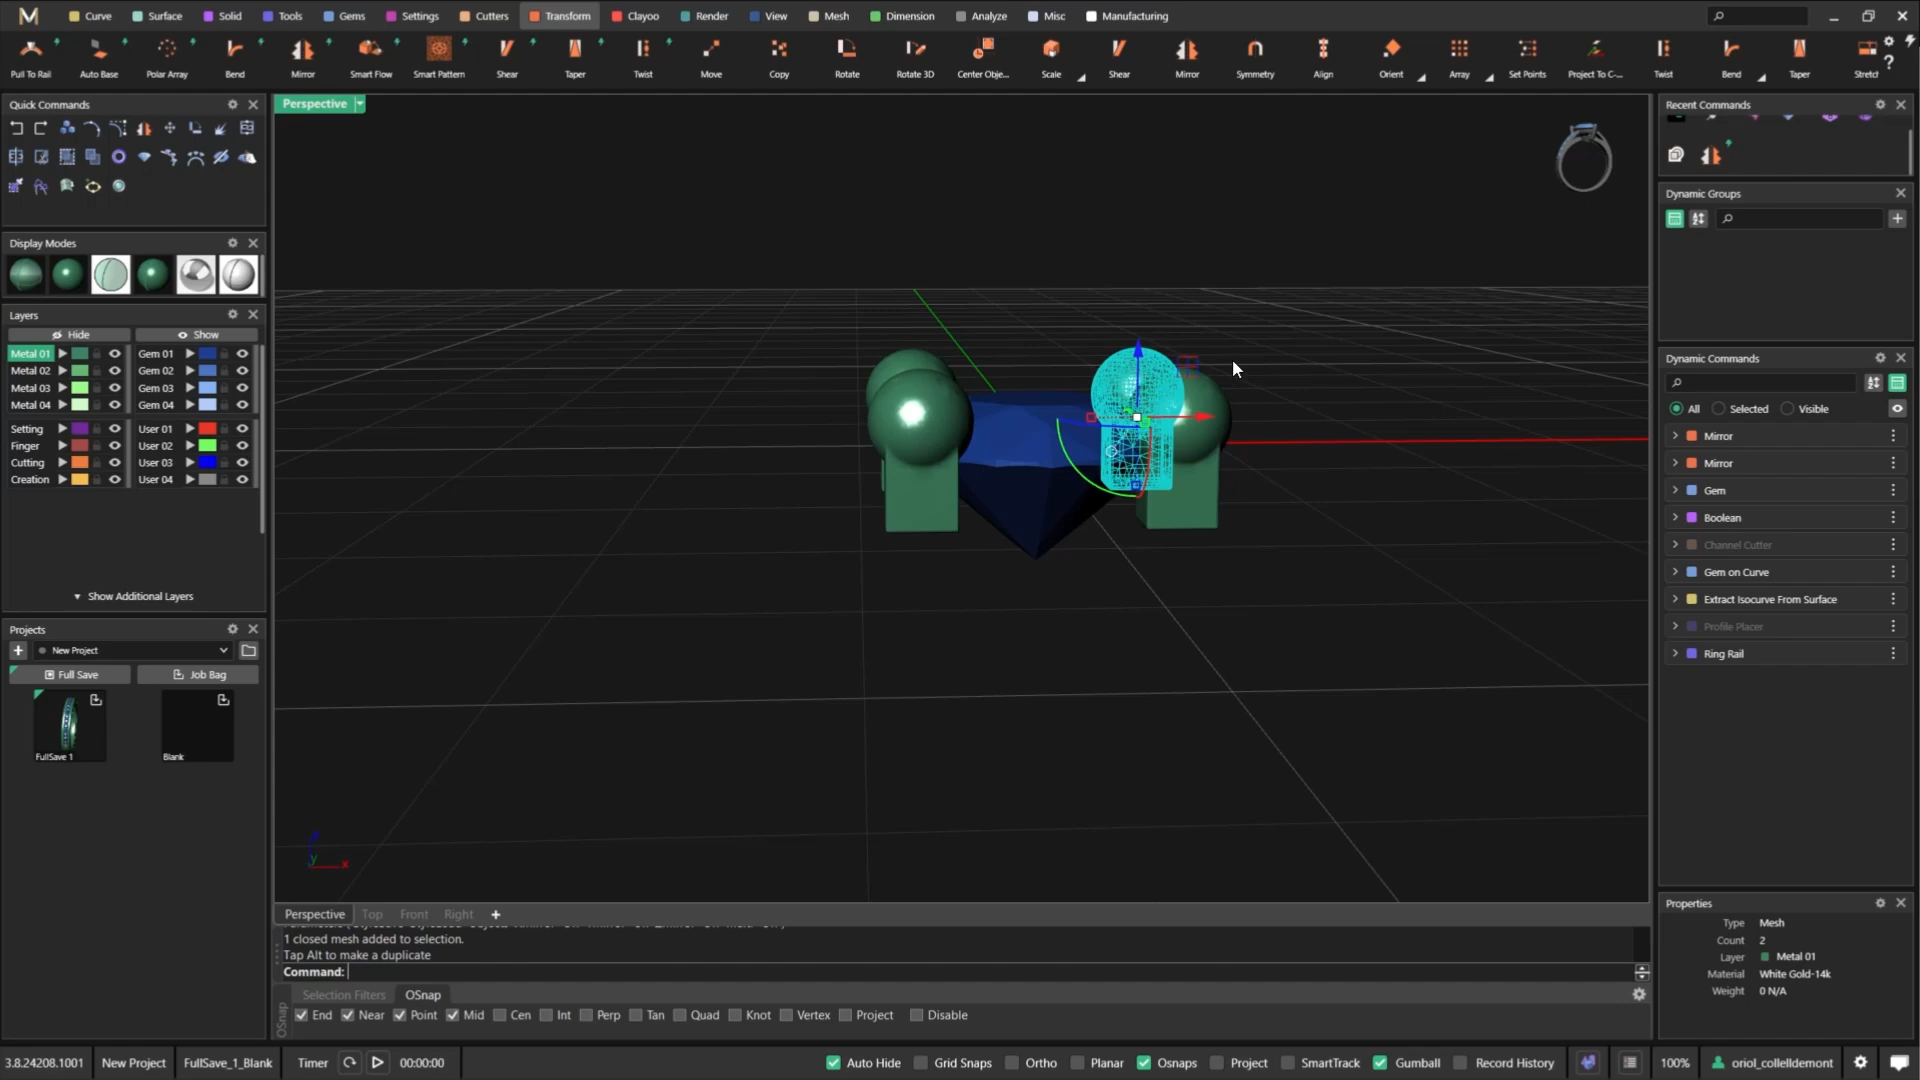 Curve Surface Solid Tools Gems Settings Cutters Transform Clayoo Render View Mesh Dimension Analyze Misc Manufacturing
Pull To Rail Auto Base Polar Array Bend Mirror Smart Flow Smart Pattern Shear Taper Twist Move Copy Rotate Rotate 3D Center Obje... Scale Shear Mirror Symmetry Align Orient Array Set Points Project To C-... Twist Bend Taper Stretch
Quick Commands
Display Modes
Layers
Hide Show
Metal 01 Gem 01
Metal 02 Gem 02
Metal 03 Gem 03
Metal 04 Gem 04
Setting User 01
Finger User 02
Cutting User 03
Creation User 04
Show Additional Layers
Projects
New Project
Full Save Job Bag
FullSave 1 Blank
Perspective
Perspective Top Front Right
1 closed mesh added to selection.
Tap Alt to make a duplicate
Command:
Selection Filters OSnap
OSnap
End Near Point Mid Cen Int Perp Tan Quad Knot Vertex Project Disable
Recent Commands
Dynamic Groups
Dynamic Commands
All Selected Visible
Mirror
Mirror
Gem
Boolean
Channel Cutter
Gem on Curve
Extract Isocurve From Surface
Profile Placer
Ring Rail
Properties
Type Mesh
Count 2
Layer Metal 01
Material White Gold-14k
Weight 0 N/A
3.8.24208.1001 New Project FullSave_1_Blank Timer 00:00:00 Auto Hide Grid Snaps Ortho Planar Osnaps Project SmartTrack Gumball Record History 100% oriol_collelldemont